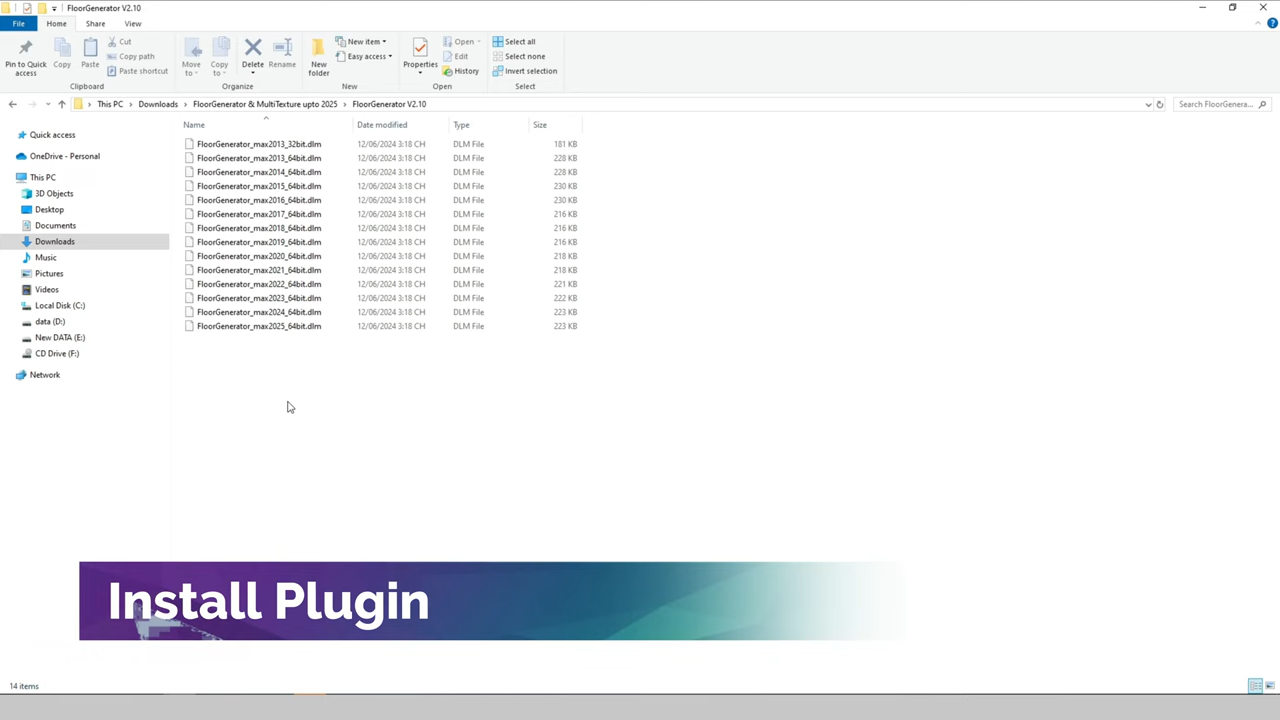 FloorGenerator V2.10
File Home Share View
Pin to Quick access
Copy
Paste
Cut
Copy path
Paste shortcut
Clipboard
Move to
Copy to
Delete
Rename
Organize
New folder
New item
Easy access
New
Properties
Open
Edit
History
Open
Select all
Select none
Invert selection
Select
This PC > Downloads > FloorGenerator & MultiTexture upto 2025 > FloorGenerator V2.10
Search FloorGenera...
Quick access
OneDrive - Personal
This PC
3D Objects
Desktop
Documents
Downloads
Music
Pictures
Videos
Local Disk (C:)
data (D:)
New DATA (E:)
CD Drive (F:)
Network
Name Date modified Type Size
FloorGenerator_max2013_32bit.dlm 12/06/2024 3:18 CH DLM File 181 KB
FloorGenerator_max2013_64bit.dlm 12/06/2024 3:18 CH DLM File 228 KB
FloorGenerator_max2014_64bit.dlm 12/06/2024 3:18 CH DLM File 228 KB
FloorGenerator_max2015_64bit.dlm 12/06/2024 3:18 CH DLM File 230 KB
FloorGenerator_max2016_64bit.dlm 12/06/2024 3:18 CH DLM File 230 KB
FloorGenerator_max2017_64bit.dlm 12/06/2024 3:18 CH DLM File 216 KB
FloorGenerator_max2018_64bit.dlm 12/06/2024 3:18 CH DLM File 216 KB
FloorGenerator_max2019_64bit.dlm 12/06/2024 3:18 CH DLM File 216 KB
FloorGenerator_max2020_64bit.dlm 12/06/2024 3:18 CH DLM File 218 KB
FloorGenerator_max2021_64bit.dlm 12/06/2024 3:18 CH DLM File 218 KB
FloorGenerator_max2022_64bit.dlm 12/06/2024 3:18 CH DLM File 221 KB
FloorGenerator_max2023_64bit.dlm 12/06/2024 3:18 CH DLM File 222 KB
FloorGenerator_max2024_64bit.dlm 12/06/2024 3:18 CH DLM File 223 KB
FloorGenerator_max2025_64bit.dlm 12/06/2024 3:18 CH DLM File 223 KB
Install Plugin
14 items